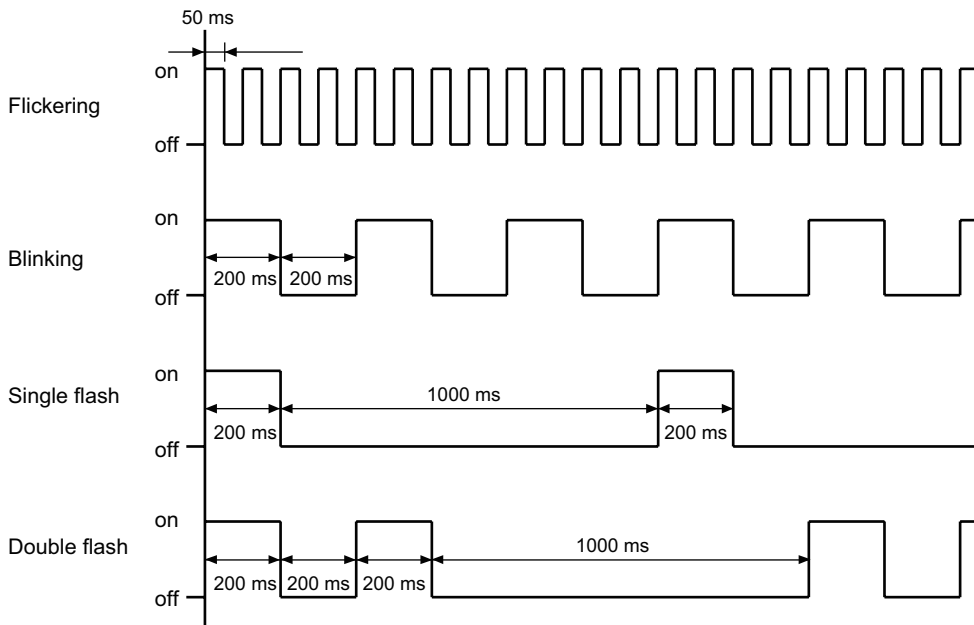 50 ms
on
Flickering
off
on
Blinking
200 ms 200 ms
off
on
Single flash
1000 ms
200 ms 200 ms
off
on
Double flash
1000 ms
200 ms 200 ms 200 ms
off